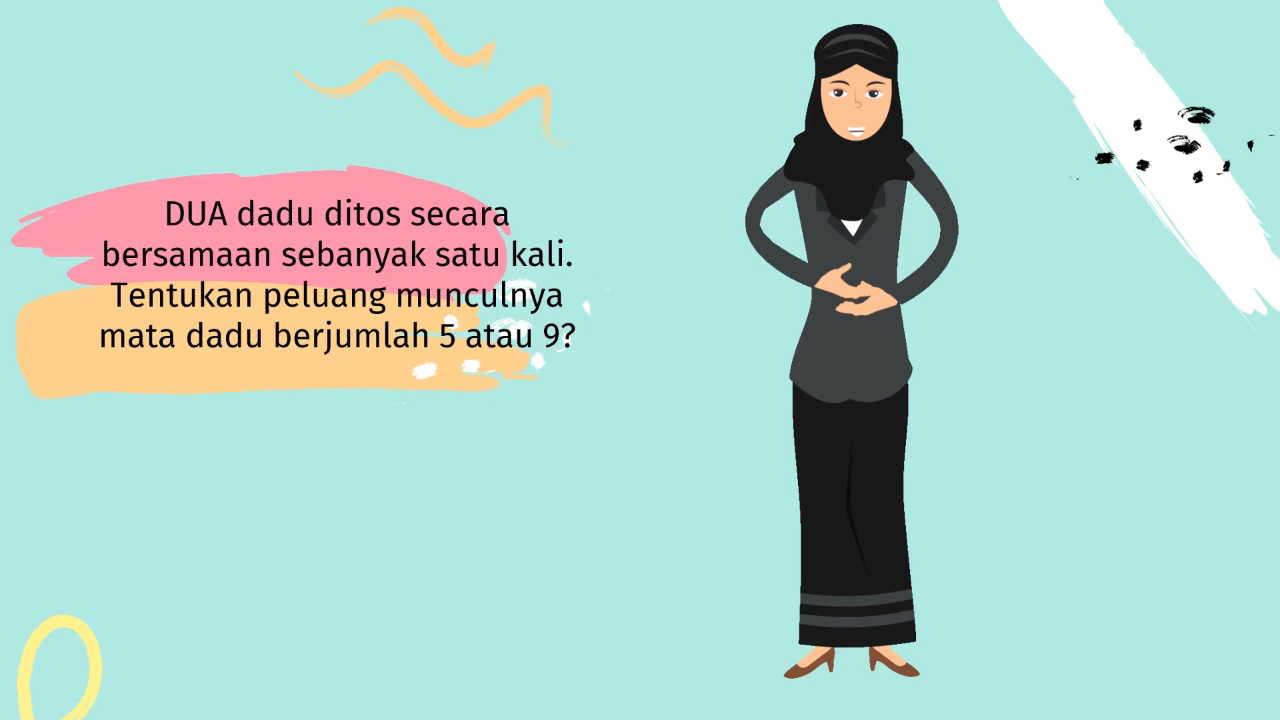 DUA dadu ditos secara
bersamaan sebanyak satu kali.
Tentukan peluang munculnya
mata dadu berjumlah 5 atau 9?